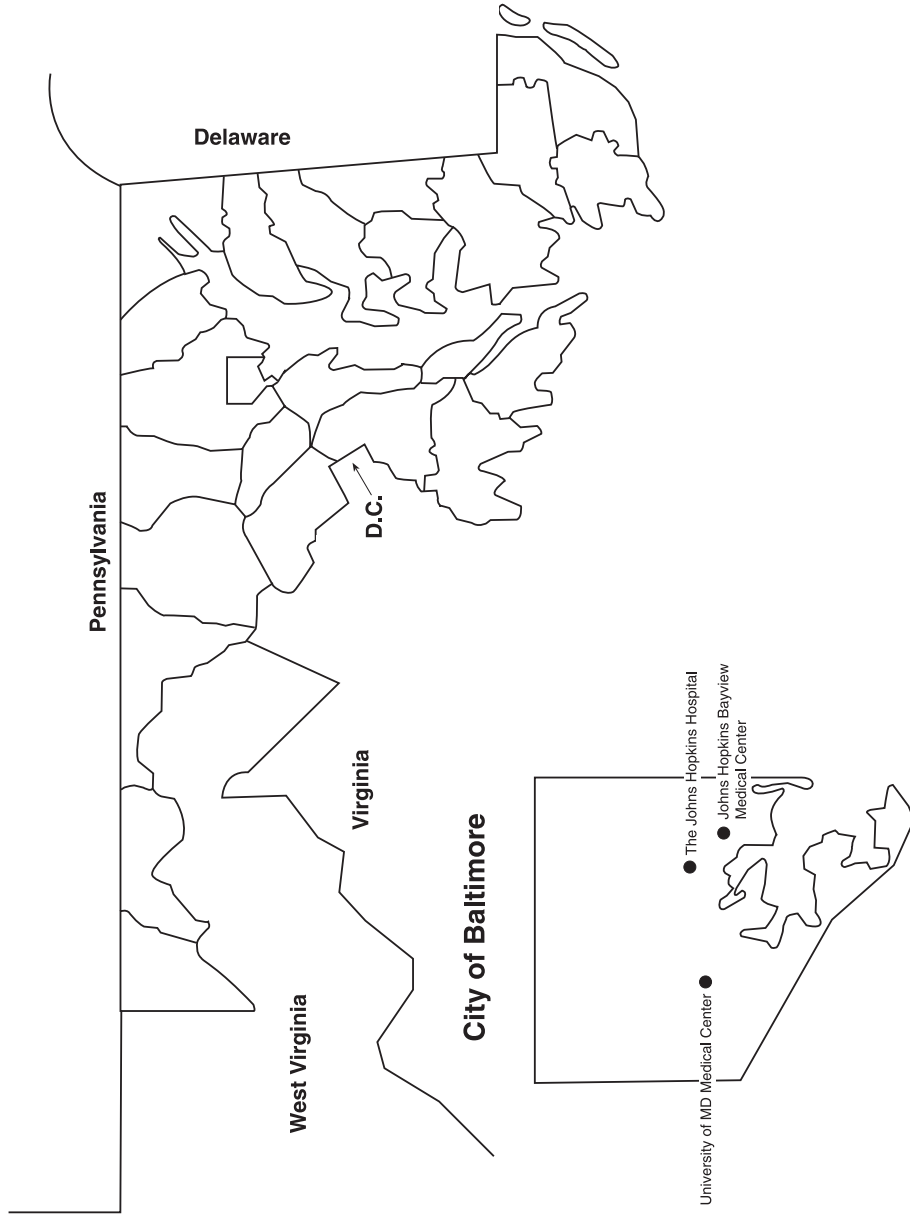 Pennsylvania
Delaware
D.C.
Virginia
West Virginia
City of Baltimore
The Johns Hopkins Hospital
Johns Hopkins Bayview
Medical Center
University of MD Medical Center